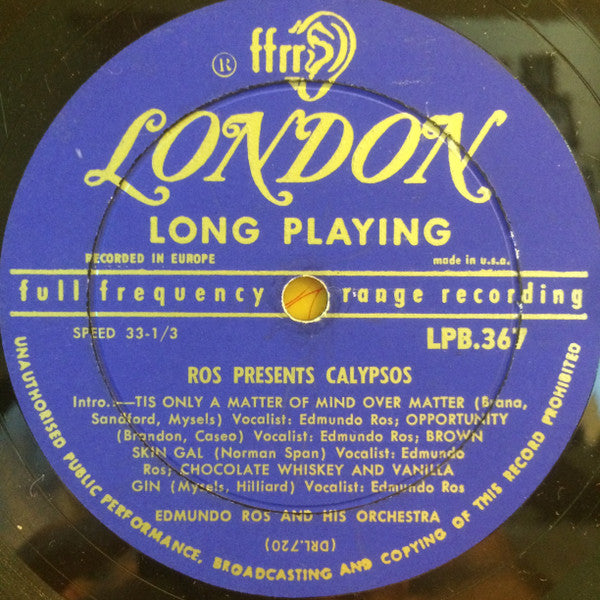 ffrr
®
LONDON
LONG PLAYING
RECORDED IN EUROPE
made in u.s.a.
full frequency range recording
SPEED 33-1/3
LPB.367
ROS PRESENTS CALYPSOS
Intro.—TIS ONLY A MATTER OF MIND OVER MATTER (Brana,
Sandford, Mysels) Vocalist: Edmundo Ros; OPPORTUNITY
(Brandon, Caseo) Vocalist: Edmundo Ros; BROWN
SKIN GAL (Norman Span) Vocalist: Edmundo
Ros; CHOCOLATE WHISKEY AND VANILLA
GIN (Mysels, Hilliard) Vocalist: Edmundo Ros
EDMUNDO ROS AND HIS ORCHESTRA
(DRL.720)
UNAUTHORISED PUBLIC PERFORMANCE, BROADCASTING AND COPYING OF THIS RECORD PROHIBITED